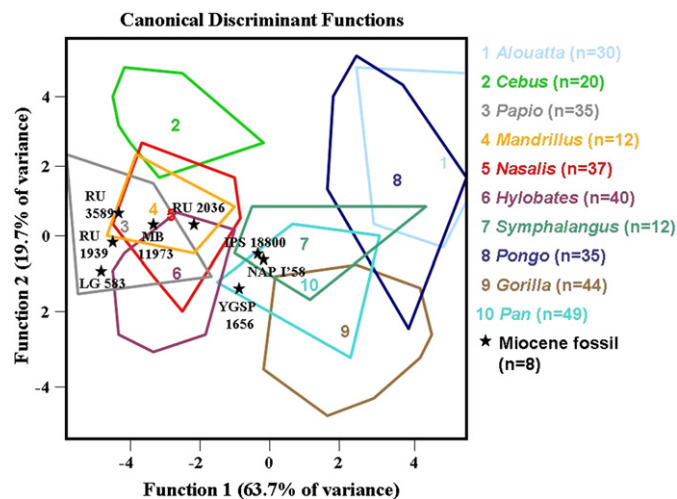 Canonical Discriminant Functions
Function 2 (19.7% of variance)
4
2
0
2
-4
-4
-2
0
2
4
Function 1 (63.7% of variance)
1
2
3
4
5
6
7
8
9
10
RU
3589
RU 2036
RU
1939
MB
11973
LG 583
IPS 18800
NAP I'58
YGSP
1656
1 Alouatta (n=30)
2 Cebus (n=20)
3 Papio (n=35)
4 Mandrillus (n=12)
5 Nasalis (n=37)
6 Hylobates (n=40)
7 Symphalangus (n=12)
8 Pongo (n=35)
9 Gorilla (n=44)
10 Pan (n=49)
Miocene fossil
(n=8)